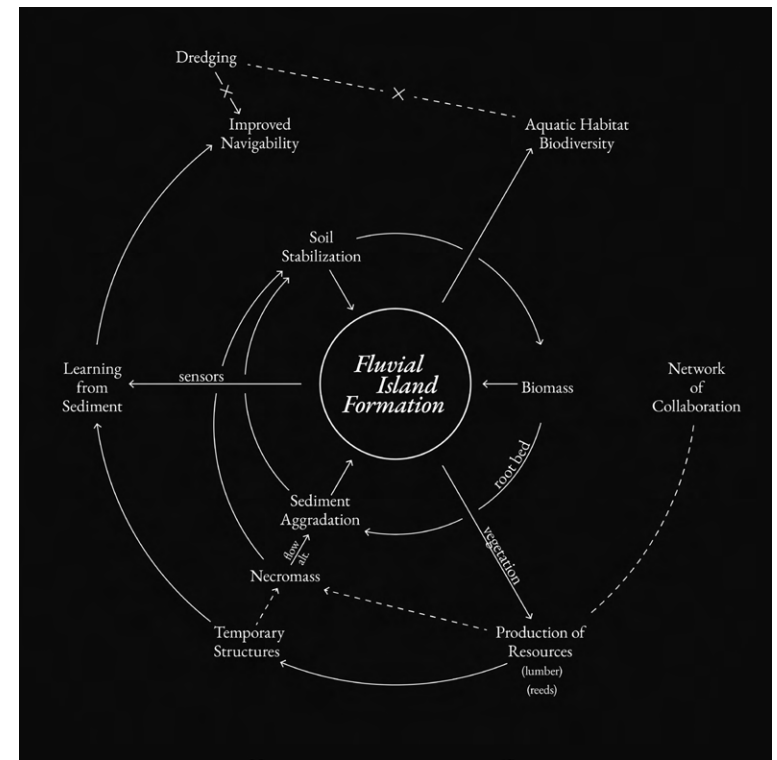 Dredging
Improved
Navigability
Aquatic Habitat
Biodiversity
Soil
Stabilization
Learning
from
Sediment
sensors
Fluvial
Island
Formation
Biomass
Network
of
Collaboration
root bed
Sediment
Aggradation
flow
alt.
vegetation
Necromass
Temporary
Structures
Production of
Resources
(lumber)
(reeds)